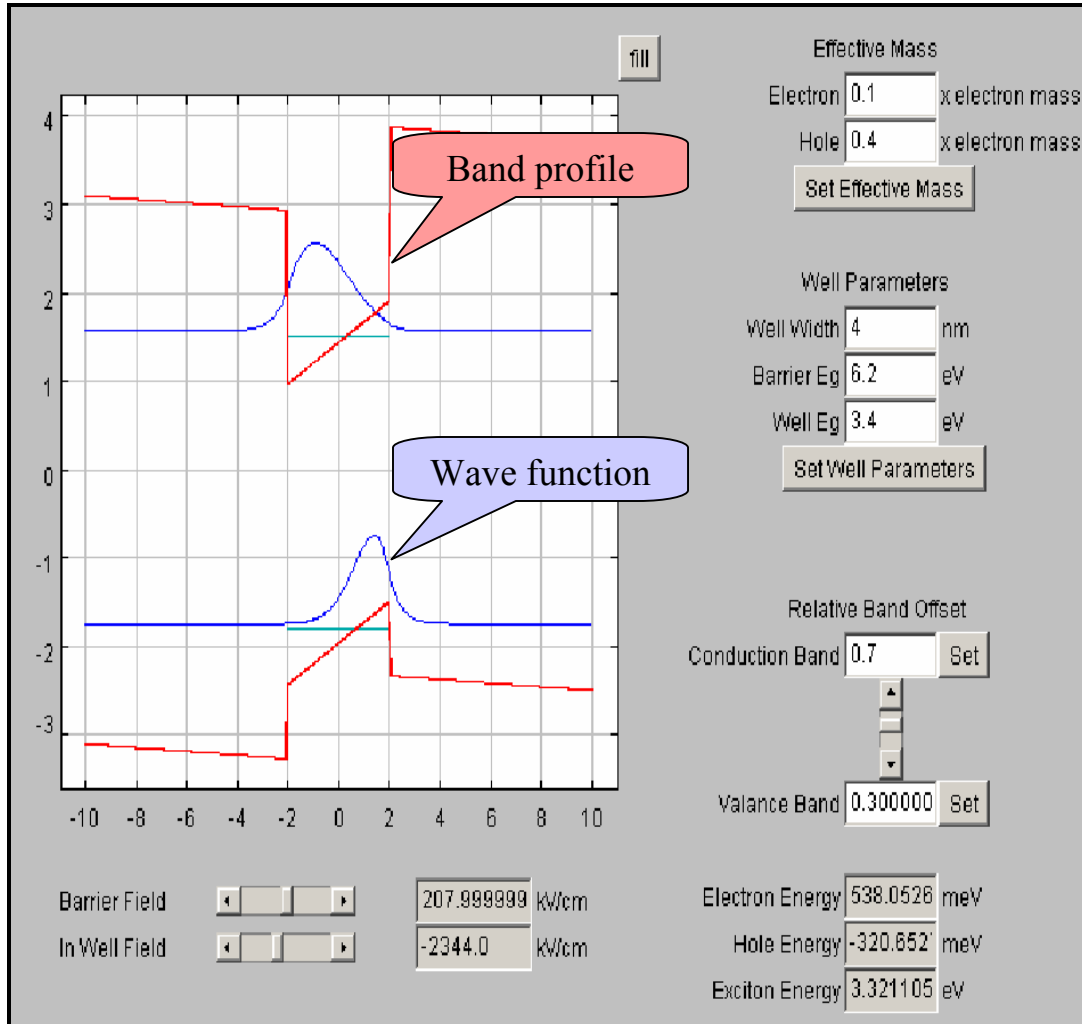 fill
Effective Mass
Electron 0.1 x electron mass
Hole 0.4 x electron mass
Set Effective Mass
4
3
2
1
0
-1
-2
-3
-10 -8 -6 -4 -2 0 2 4 6 8 10
Band profile
Wave function
Well Parameters
Well Width 4 nm
Barrier Eg 6.2 eV
Well Eg 3.4 eV
Set Well Parameters
Relative Band Offset
Conduction Band 0.7 Set
Valance Band 0.300000 Set
Barrier Field 207.999999 kV/cm
In Well Field -2344.0 kV/cm
Electron Energy 538.0526 meV
Hole Energy -320.652 meV
Exciton Energy 3.321105 eV